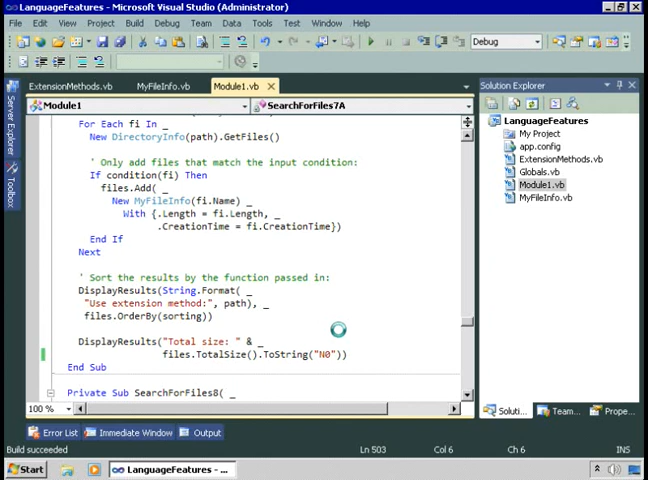 LanguageFeatures - Microsoft Visual Studio (Administrator)
File Edit View Project Build Debug Team Data Tools Test Window Help
Debug
ExtensionMethods.vb MyFileInfo.vb Module1.vb
Solution Explorer
Module1 SearchForFiles7A
Server Explorer
Toolbox
For Each fi In _
New DirectoryInfo(path).GetFiles()
' Only add files that match the input condition:
If condition(fi) Then
files.Add( _
New MyFileInfo(fi.Name) _
With {.Length = fi.Length, _
.CreationTime = fi.CreationTime})
End If
Next
' Sort the results by the function passed in:
DisplayResults(String.Format( _
"Use extension method:", path), _
files.OrderBy(sorting))
DisplayResults("Total size: " & _
files.TotalSize().ToString("N0"))
End Sub
Private Sub SearchForFiles8( _
LanguageFeatures
My Project
app.config
ExtensionMethods.vb
Globals.vb
Module1.vb
MyFileInfo.vb
100 %
Soluti... Team... Prope...
Error List Immediate Window Output
Build succeeded Ln 503 Col 6 Ch 6 INS
Start LanguageFeatures - ...